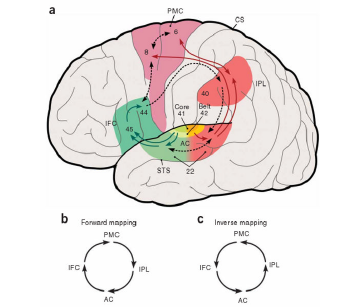 a
PMC
CS
6
8
IPL
40
44
Core
Belt
IFC
45
41
42
AC
STS
22
b
Forward mapping
PMC
IFC
IPL
AC
c
Inverse mapping
PMC
IFC
IPL
AC